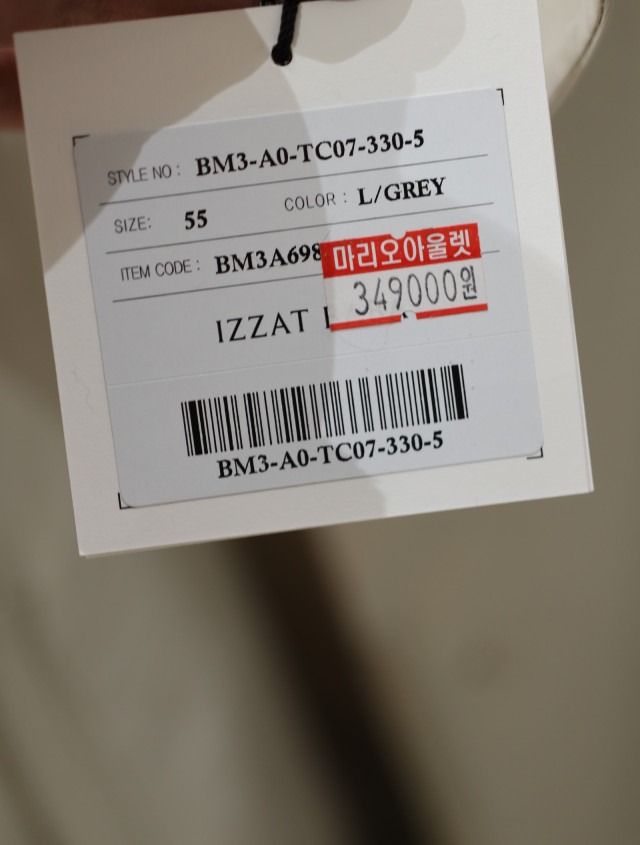 STYLE NO : BM3-A0-TC07-330-5
SIZE: 55 COLOR : L/GREY
ITEM CODE : BM3A698
마리오아울렛
349000원
IZZAT
BM3-A0-TC07-330-5